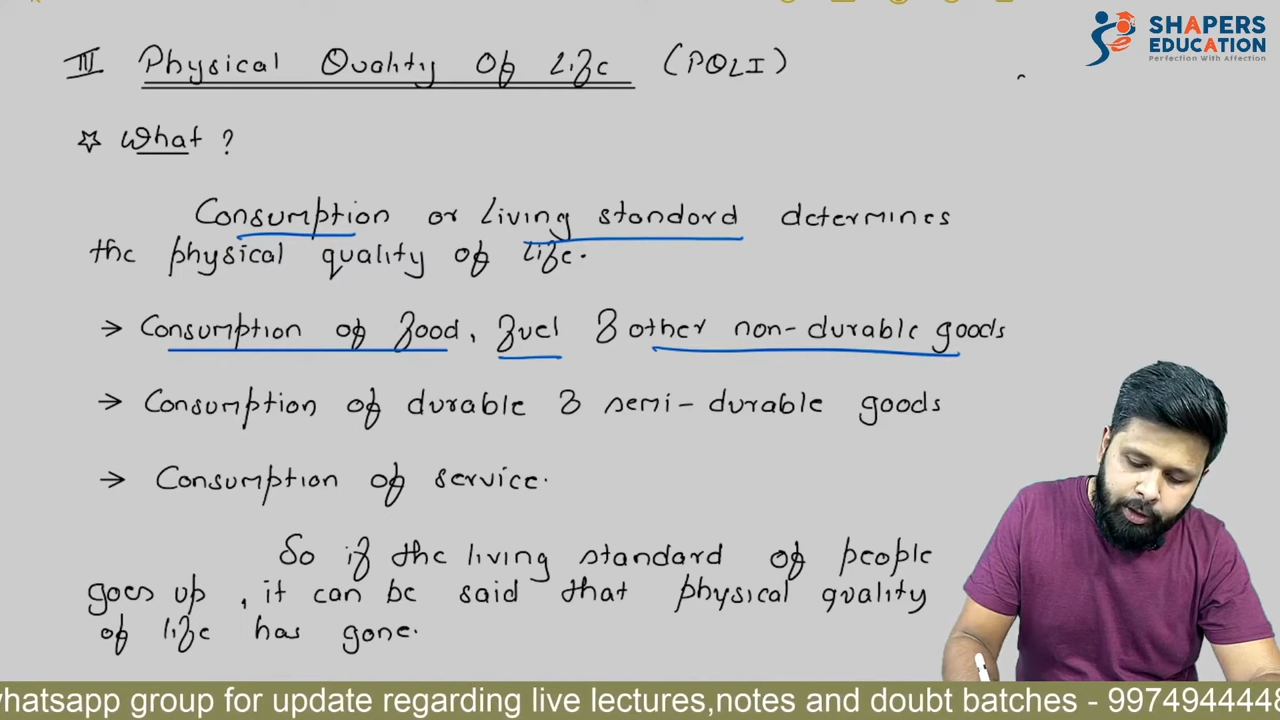 SHAPERS
EDUCATION
Perfection With Affection
III Physical Quality Of Life (PQLI)
☆ What?
Consumption or living standard determines
the physical quality of life.
→ Consumption of food, fuel & other non-durable goods
→ Consumption of durable & semi-durable goods
→ Consumption of service.
So if the living standard of people
goes up, it can be said that physical quality
of life has gone.
whatsapp group for update regarding live lectures,notes and doubt batches - 9974944448